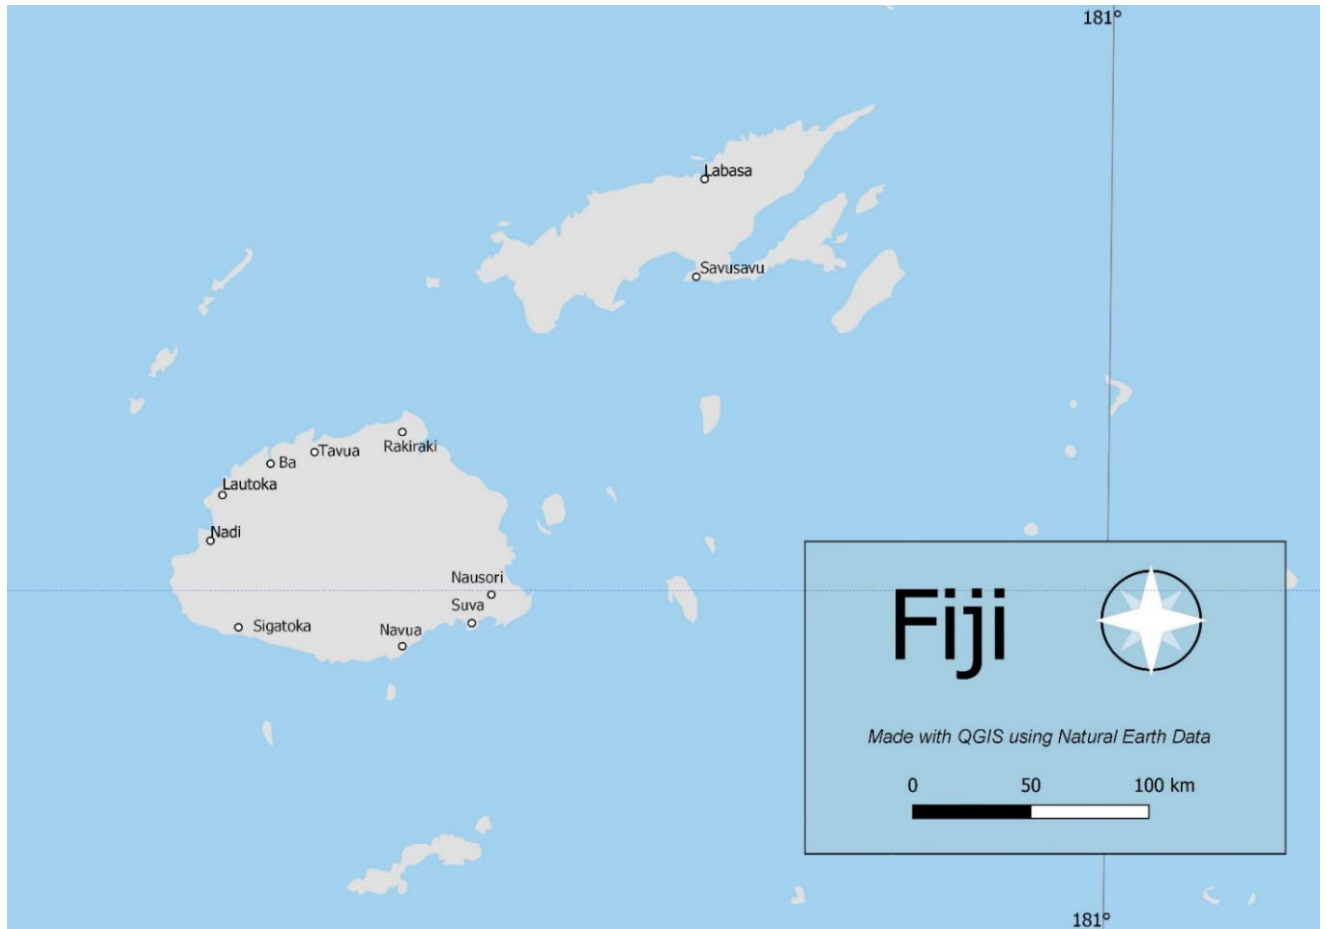 181°
Labasa
Savusavu
Rakiraki
Tavua
Ba
Lautoka
Nadi
Nausori
Suva
Sigatoka
Navua
Fiji
Made with QGIS using Natural Earth Data
0 50 100 km
181°